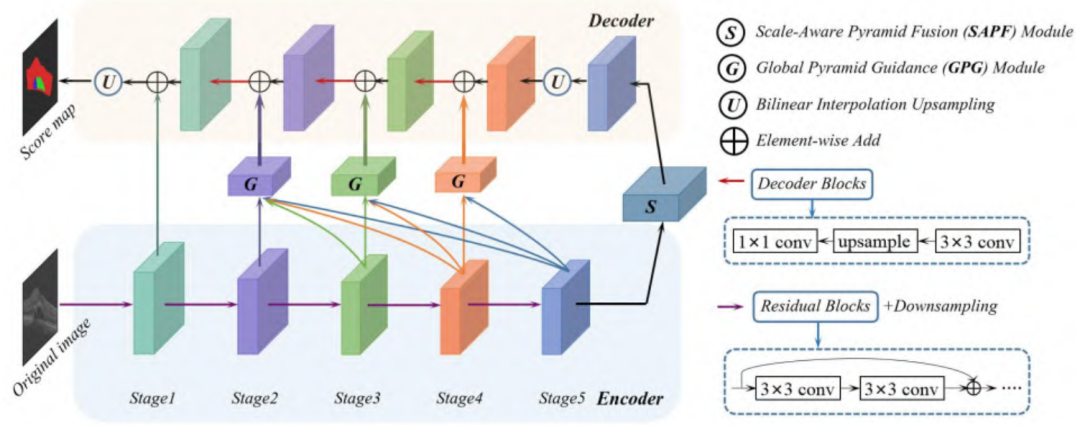 Decoder
U
U
Score map
G
G
G
S
Original image
Stage1
Stage2
Stage3
Stage4
Stage5
Encoder
S Scale-Aware Pyramid Fusion (SAPF) Module
G Global Pyramid Guidance (GPG) Module
U Bilinear Interpolation Upsampling
Element-wise Add
Decoder Blocks
1×1 conv upsample 3×3 conv
Residual Blocks +Downsampling
3×3 conv 3×3 conv ····